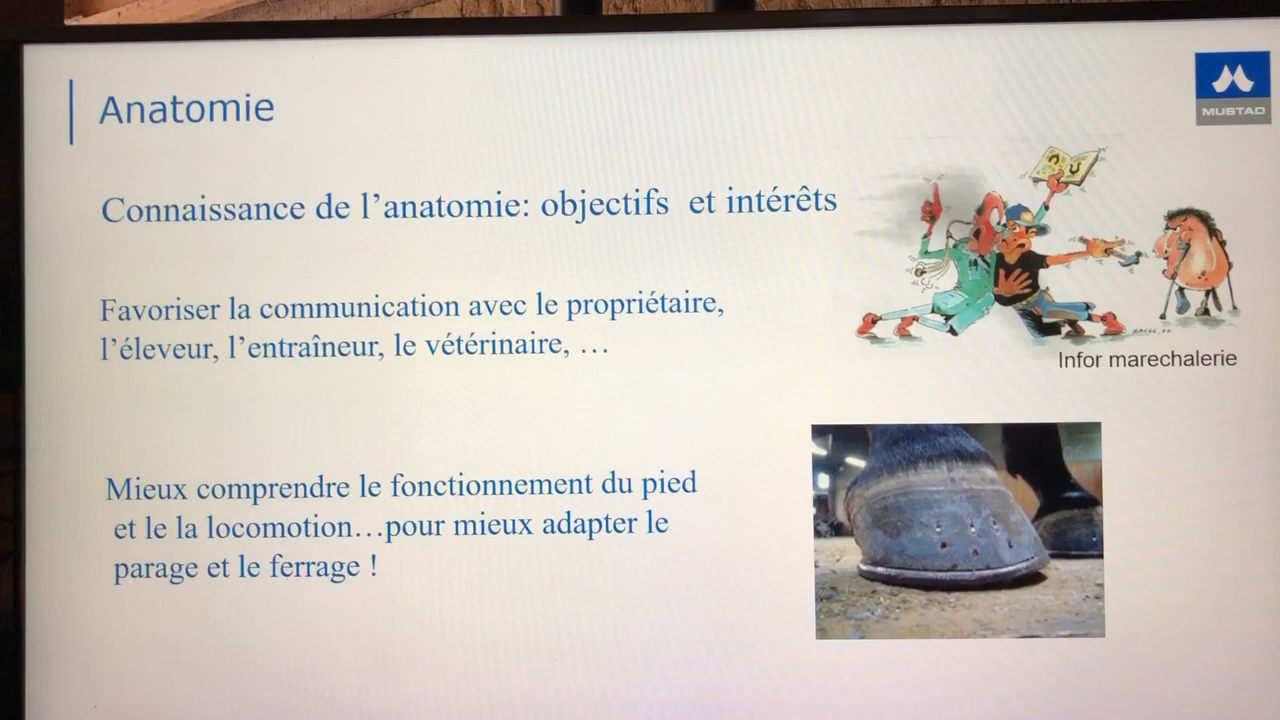 Anatomie
MUSTAD
Connaissance de l’anatomie: objectifs et intérêts
Favoriser la communication avec le propriétaire,
l’éleveur, l’entraîneur, le vétérinaire, …
Infor marechalerie
Mieux comprendre le fonctionnement du pied
et le la locomotion…pour mieux adapter le
parage et le ferrage !